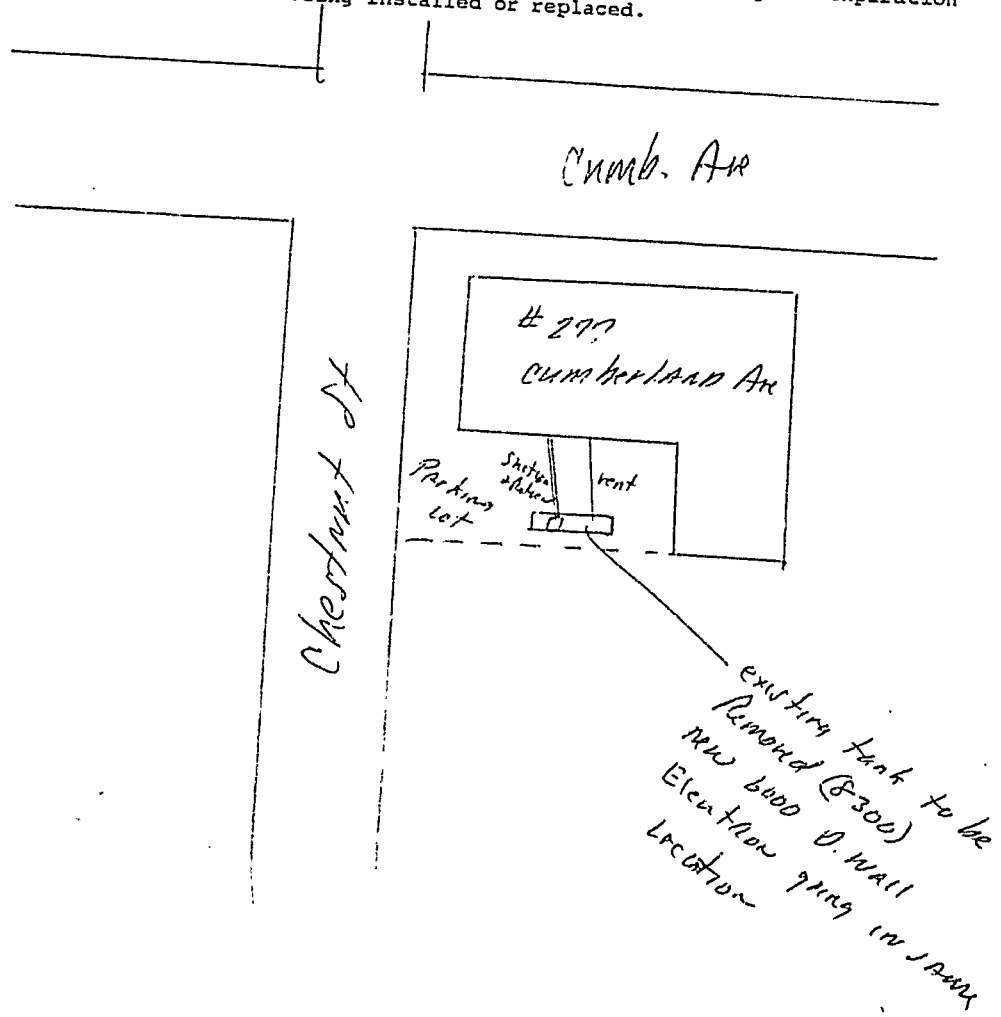 being installed or replaced.
Cumb. Ave
# 277
Cumberland Ave
Parking
Lot
vent
Chestnut St
existing tank to be
Removed (8300)
new 6000 D. Wall
Elutron going in same
Location